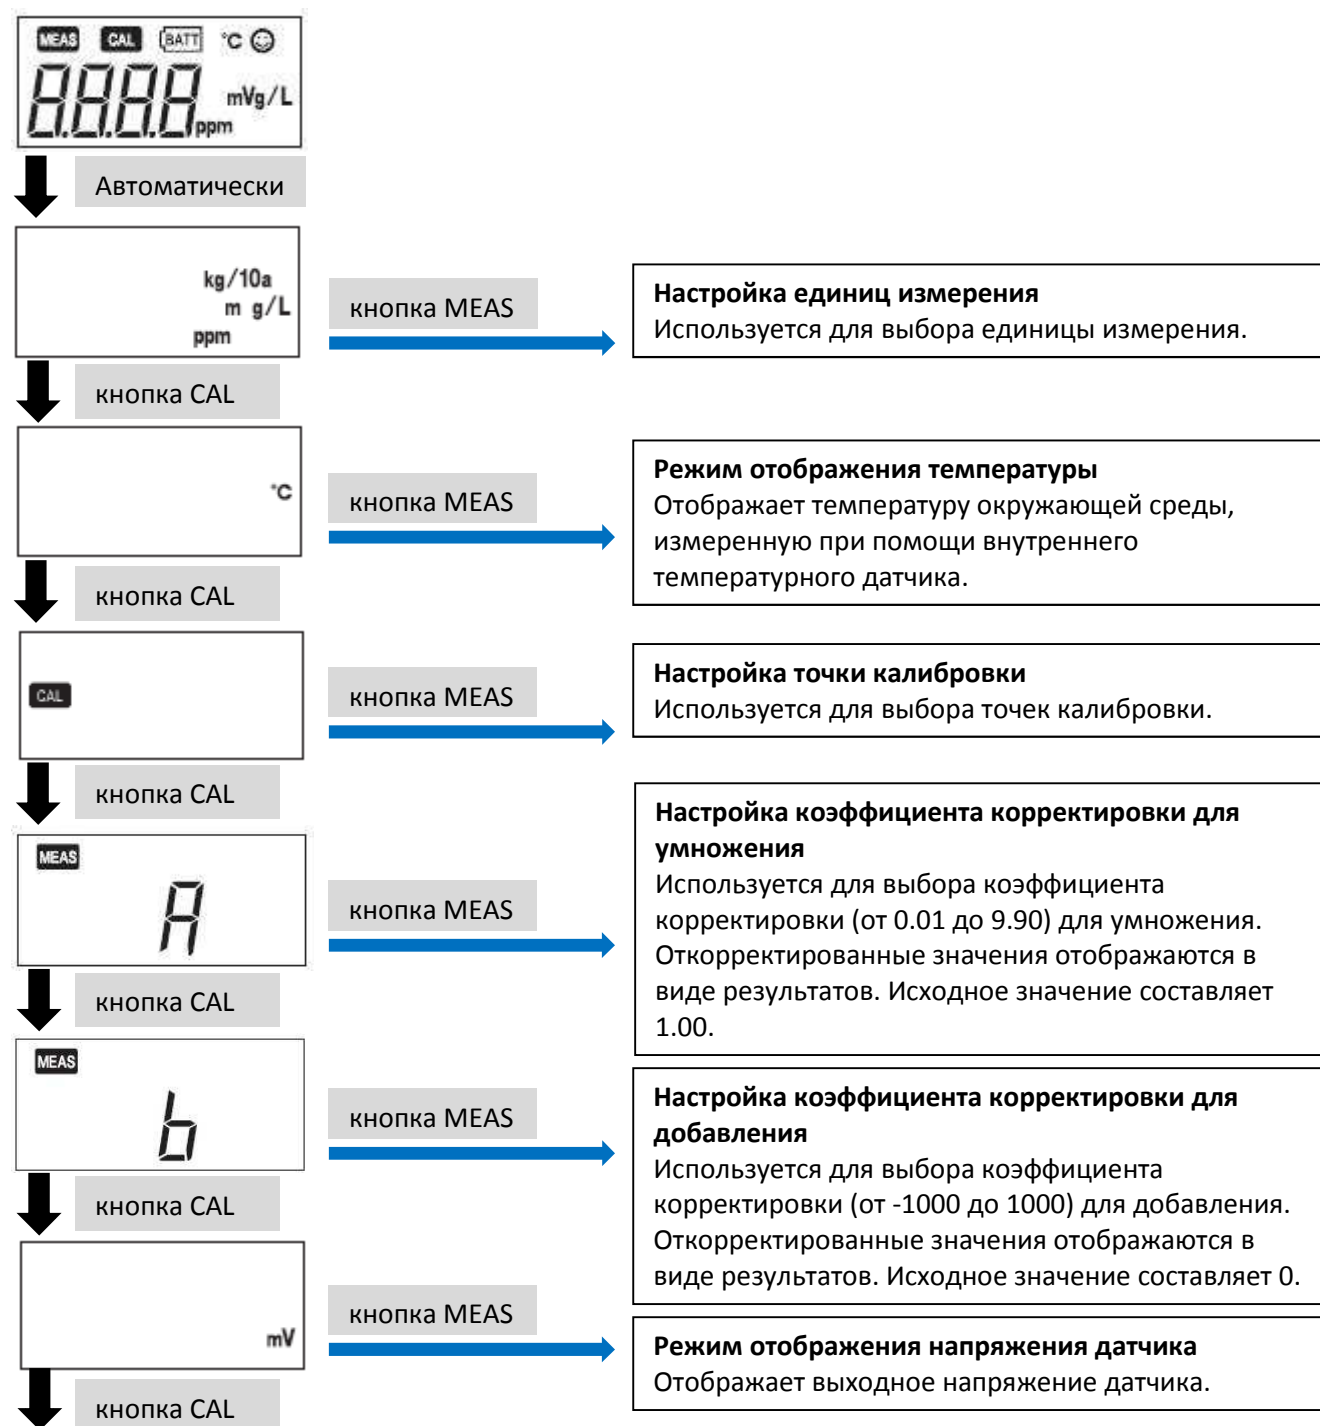 MEAS CAL BATT °C
8.8.8.8 mVg/L
ppm
Автоматически
kg/10a
m g/L
ppm
кнопка MEAS
Настройка единиц измерения
Используется для выбора единицы измерения.
кнопка CAL
°C
кнопка MEAS
Режим отображения температуры
Отображает температуру окружающей среды,
измеренную при помощи внутреннего
температурного датчика.
кнопка CAL
CAL
кнопка MEAS
Настройка точки калибровки
Используется для выбора точек калибровки.
кнопка CAL
MEAS
A
кнопка MEAS
Настройка коэффициента корректировки для
умножения
Используется для выбора коэффициента
корректировки (от 0.01 до 9.90) для умножения.
Откорректированные значения отображаются в
виде результатов. Исходное значение составляет
1.00.
кнопка CAL
MEAS
b
кнопка MEAS
Настройка коэффициента корректировки для
добавления
Используется для выбора коэффициента
корректировки (от -1000 до 1000) для добавления.
Откорректированные значения отображаются в
виде результатов. Исходное значение составляет 0.
кнопка CAL
mV
кнопка MEAS
Режим отображения напряжения датчика
Отображает выходное напряжение датчика.
кнопка CAL